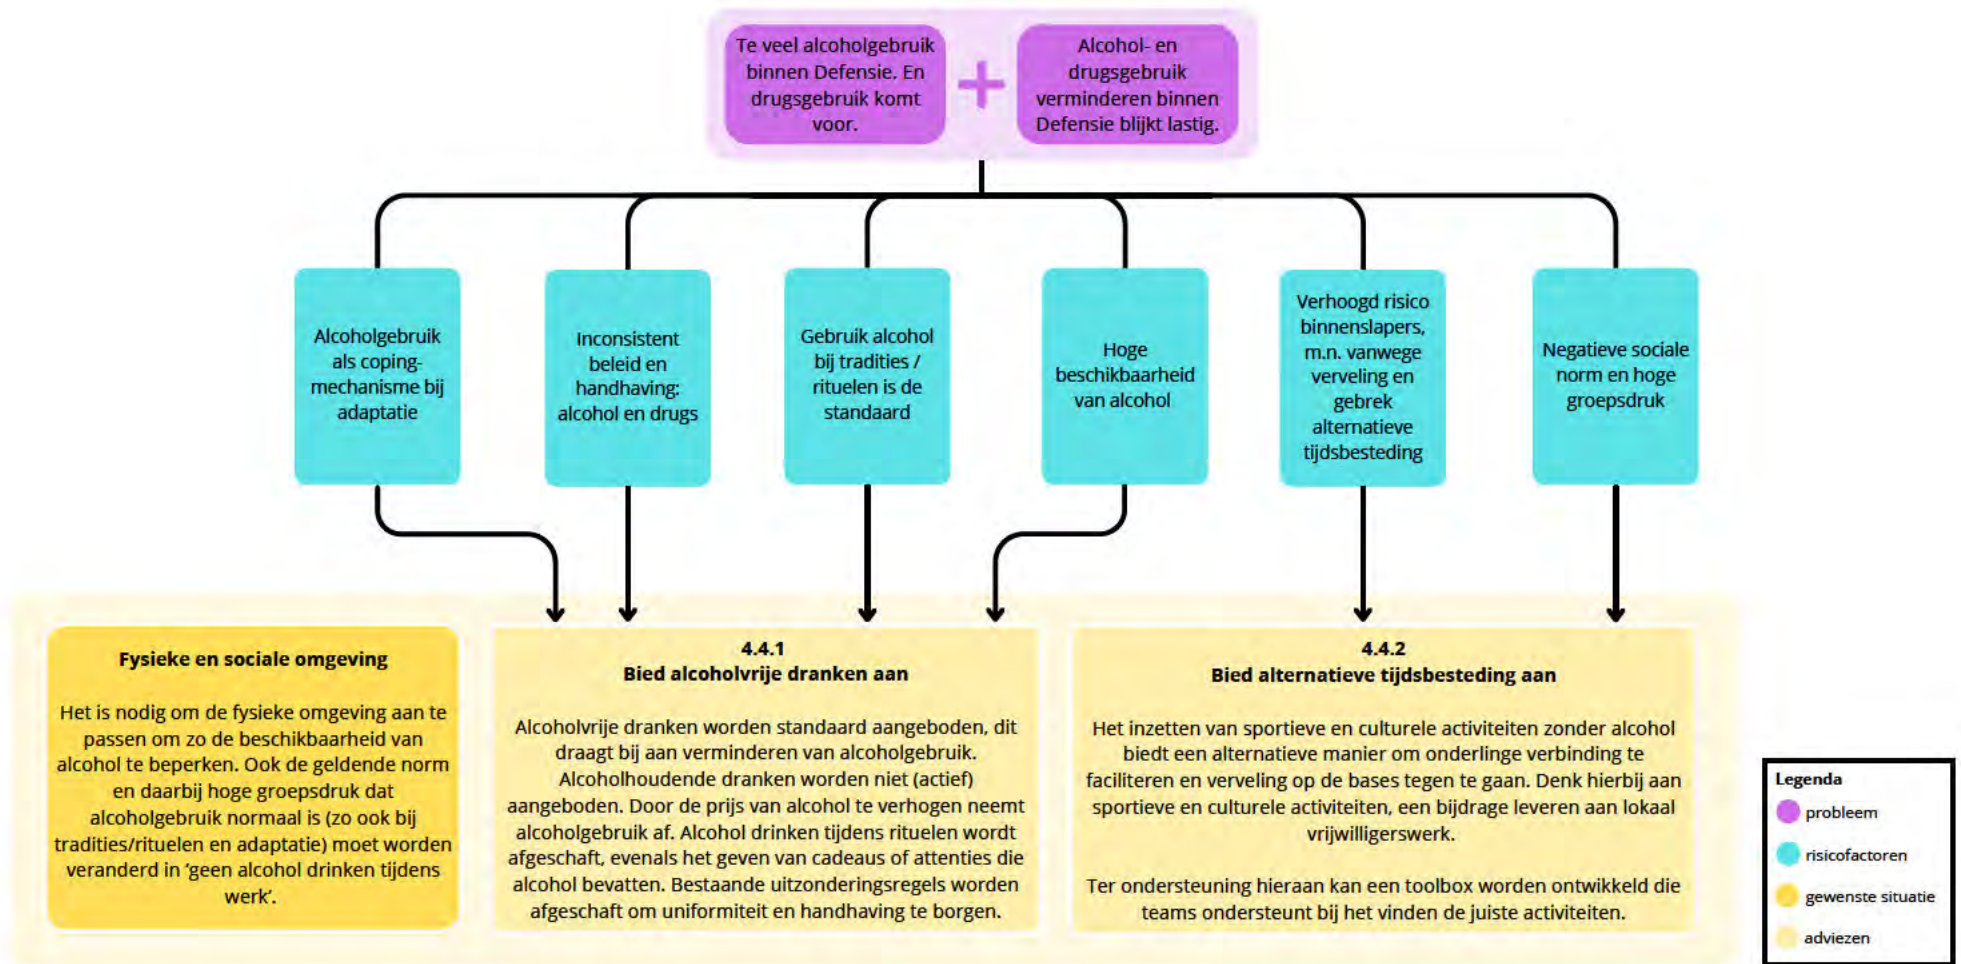 Te veel alcoholgebruik
binnen Defensie. En
drugsgebruik komt
voor.
+
Alcohol- en
drugsgebruik
verminderen binnen
Defensie blijkt lastig.
Alcoholgebruik
als coping-
mechanisme bij
adaptatie
Inconsistent
beleid en
handhaving:
alcohol en drugs
Gebruik alcohol
bij tradities /
rituelen is de
standaard
Hoge
beschikbaarheid
van alcohol
Verhoogd risico
binnenslapers,
m.n. vanwege
verveling en
gebrek
alternatieve
tijdsbesteding
Negatieve sociale
norm en hoge
groepsdruk
Fysieke en sociale omgeving
Het is nodig om de fysieke omgeving aan te
passen om zo de beschikbaarheid van
alcohol te beperken. Ook de geldende norm
en daarbij hoge groepsdruk dat
alcoholgebruik normaal is (zo ook bij
tradities/rituelen en adaptatie) moet worden
veranderd in ‘geen alcohol drinken tijdens
werk’.
4.4.1
Bied alcoholvrije dranken aan
Alcoholvrije dranken worden standaard aangeboden, dit
draagt bij aan verminderen van alcoholgebruik.
Alcoholhoudende dranken worden niet (actief)
aangeboden. Door de prijs van alcohol te verhogen neemt
alcoholgebruik af. Alcohol drinken tijdens rituelen wordt
afgeschaft, evenals het geven van cadeaus of attenties die
alcohol bevatten. Bestaande uitzonderingsregels worden
afgeschaft om uniformiteit en handhaving te borgen.
4.4.2
Bied alternatieve tijdsbesteding aan
Het inzetten van sportieve en culturele activiteiten zonder alcohol
biedt een alternatieve manier om onderlinge verbinding te
faciliteren en verveling op de bases tegen te gaan. Denk hierbij aan
sportieve en culturele activiteiten, een bijdrage leveren aan lokaal
vrijwilligerswerk.
Ter ondersteuning hieraan kan een toolbox worden ontwikkeld die
teams ondersteunt bij het vinden de juiste activiteiten.
Legenda
probleem
risicofactoren
gewenste situatie
adviezen